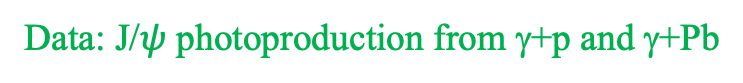 Data: J/ψ photoproduction from γ+p and γ+Pb